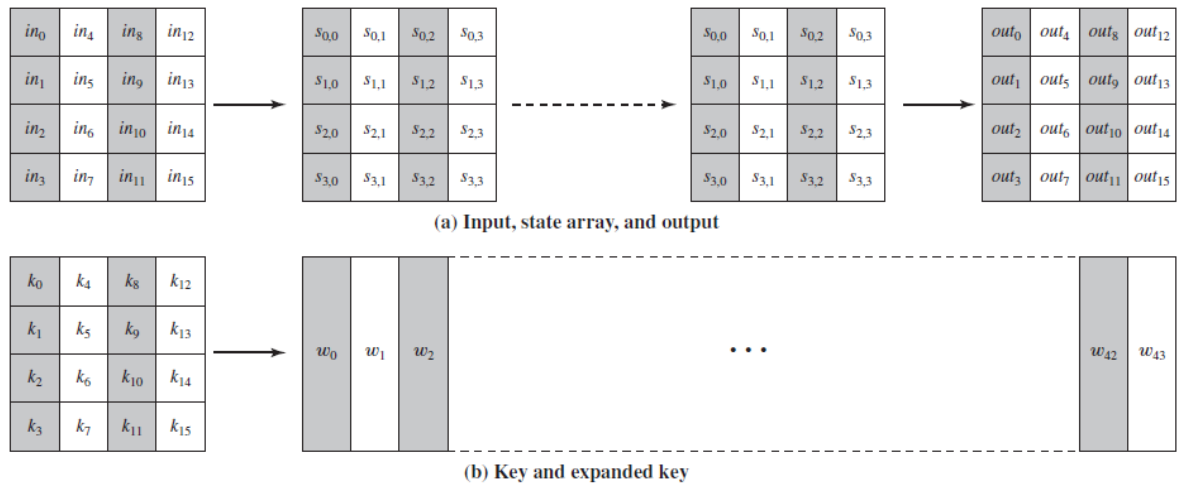 in₀ in₄ in₈ in₁₂ s₀,₀ s₀,₁ s₀,₂ s₀,₃ s₀,₀ s₀,₁ s₀,₂ s₀,₃ out₀ out₄ out₈ out₁₂
in₁ in₅ in₉ in₁₃ s₁,₀ s₁,₁ s₁,₂ s₁,₃ s₁,₀ s₁,₁ s₁,₂ s₁,₃ out₁ out₅ out₉ out₁₃
in₂ in₆ in₁₀ in₁₄ s₂,₀ s₂,₁ s₂,₂ s₂,₃ s₂,₀ s₂,₁ s₂,₂ s₂,₃ out₂ out₆ out₁₀ out₁₄
in₃ in₇ in₁₁ in₁₅ s₃,₀ s₃,₁ s₃,₂ s₃,₃ s₃,₀ s₃,₁ s₃,₂ s₃,₃ out₃ out₇ out₁₁ out₁₅
(a) Input, state array, and output
k₀ k₄ k₈ k₁₂
k₁ k₅ k₉ k₁₃
w₀ w₁ w₂ • • • w₄₂ w₄₃
k₂ k₆ k₁₀ k₁₄
k₃ k₇ k₁₁ k₁₅
(b) Key and expanded key